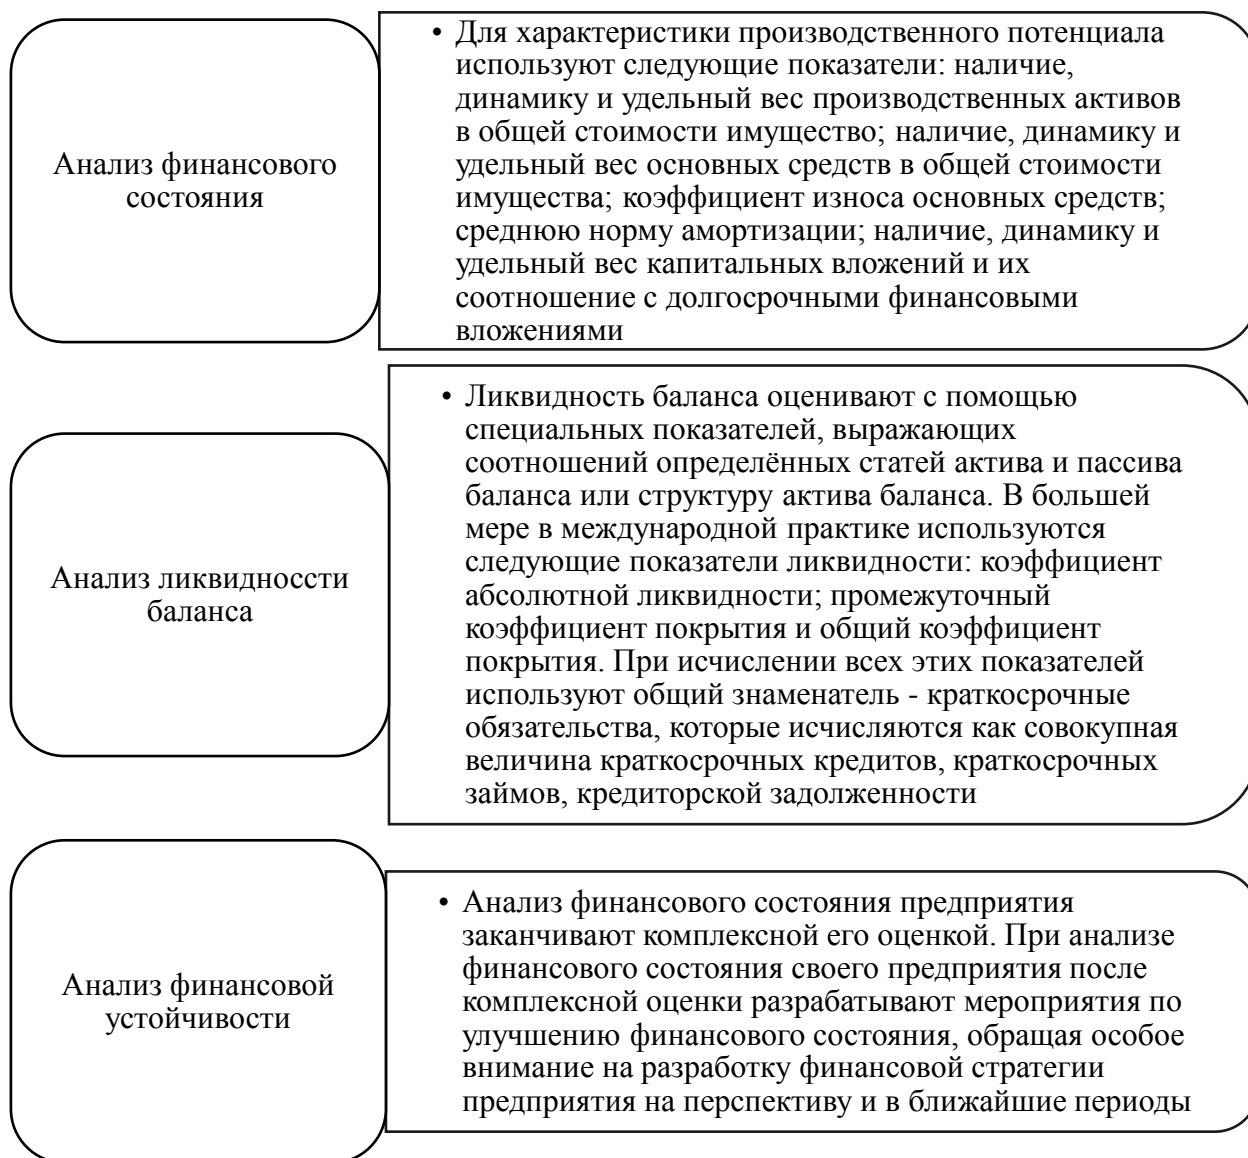 Анализ финансового
состояния
• Для характеристики производственного потенциала
используют следующие показатели: наличие,
динамику и удельный вес производственных активов
в общей стоимости имущество; наличие, динамику и
удельный вес основных средств в общей стоимости
имущества; коэффициент износа основных средств;
среднюю норму амортизации; наличие, динамику и
удельный вес капитальных вложений и их
соотношение с долгосрочными финансовыми
вложениями
Анализ ликвидноссти
баланса
• Ликвидность баланса оценивают с помощью
специальных показателей, выражающих
соотношений определённых статей актива и пассива
баланса или структуру актива баланса. В большей
мере в международной практике используются
следующие показатели ликвидности: коэффициент
абсолютной ликвидности; промежуточный
коэффициент покрытия и общий коэффициент
покрытия. При исчислении всех этих показателей
используют общий знаменатель - краткосрочные
обязательства, которые исчисляются как совокупная
величина краткосрочных кредитов, краткосрочных
займов, кредиторской задолженности
Анализ финансовой
устойчивости
• Анализ финансового состояния предприятия
заканчивают комплексной его оценкой. При анализе
финансового состояния своего предприятия после
комплексной оценки разрабатывают мероприятия по
улучшению финансового состояния, обращая особое
внимание на разработку финансовой стратегии
предприятия на перспективу и в ближайшие периоды